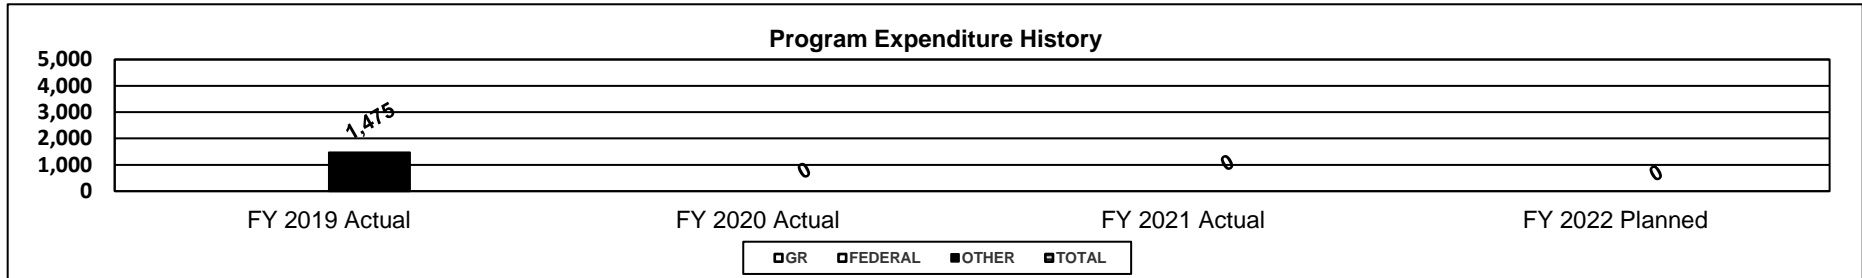 Program Expenditure History
5,000
4,000
3,000
2,000
1,000
0
1,475
0
0
0
FY 2019 Actual
FY 2020 Actual
FY 2021 Actual
FY 2022 Planned
GR FEDERAL OTHER TOTAL